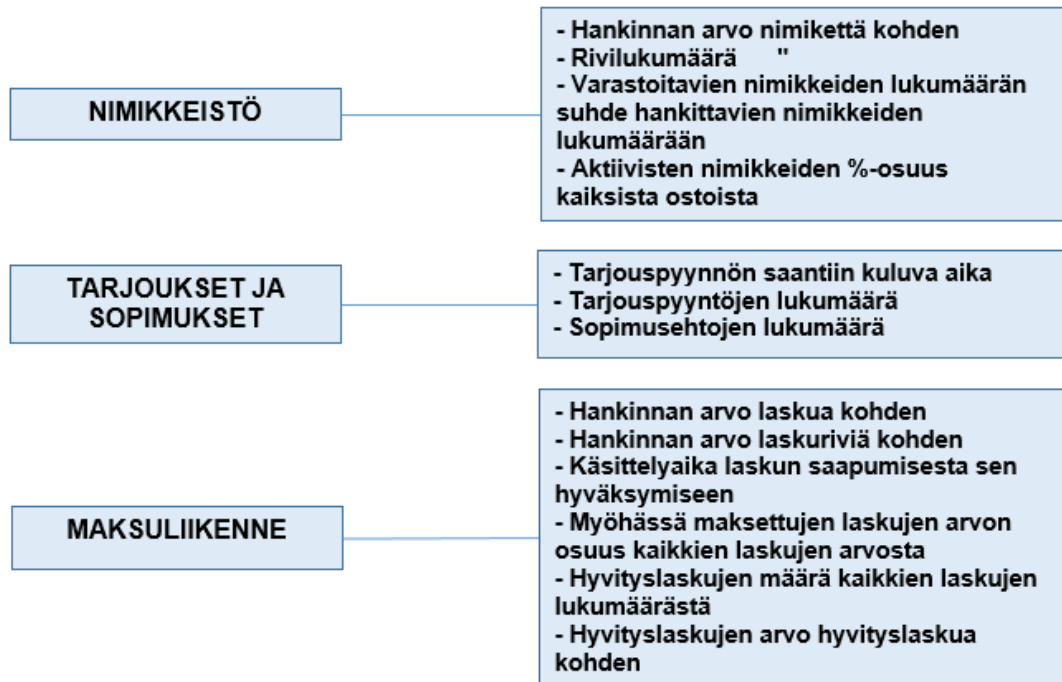 NIMIKKEISTÖ
- Hankinnan arvo nimikettä kohden
- Rivilukumäärä "
- Varastoitavien nimikkeiden lukumäärän
suhde hankittavien nimikkeiden
lukumäärään
- Aktiivisten nimikkeiden %-osuus
kaiksista ostoista
TARJOUKSET JA
SOPIMUKSET
- Tarjouspyynnön saantiin kuluva aika
- Tarjouspyyntöjen lukumäärä
- Sopimusehtojen lukumäärä
MAKSULIIKENNE
- Hankinnan arvo laskua kohden
- Hankinnan arvo laskuriviä kohden
- Käsittelyaika laskun saapumisesta sen
hyväksymiseen
- Myöhässä maksettujen laskujen arvon
osuus kaikkien laskujen arvosta
- Hyvityslaskujen määrä kaikkien laskujen
lukumäärästä
- Hyvityslaskujen arvo hyvityslaskua
kohden